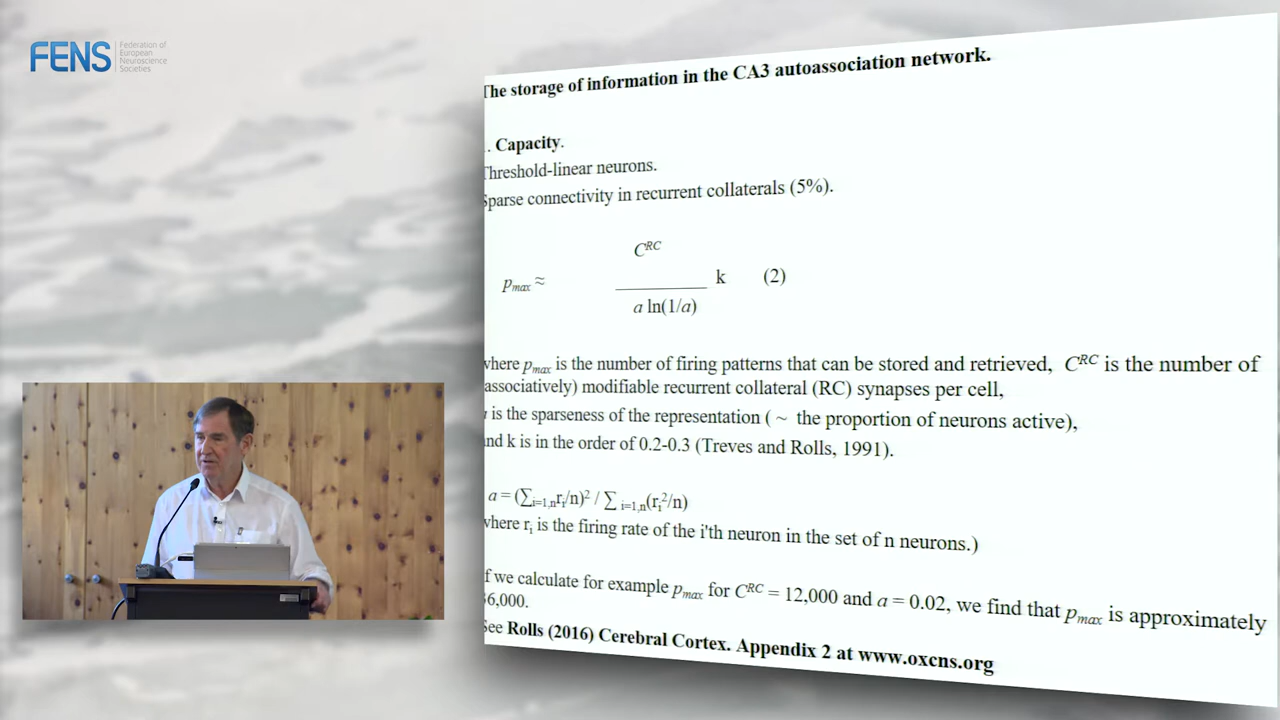 FENS
Federation of
European
Neuroscience
Societies
The storage of information in the CA3 autoassociation network.
. Capacity.
Threshold-linear neurons.
Sparse connectivity in recurrent collaterals (5%).
p_max ≈ C^RC / a ln(1/a) k (2)
where p_max is the number of firing patterns that can be stored and retrieved, C^RC is the number of
associatively) modifiable recurrent collateral (RC) synapses per cell,
is the sparseness of the representation ( ~ the proportion of neurons active),
and k is in the order of 0.2-0.3 (Treves and Rolls, 1991).
a = (∑i=1,n ri/n)² / ∑ i=1,n(ri²/n)
where ri is the firing rate of the i'th neuron in the set of n neurons.)
If we calculate for example p_max for C^RC = 12,000 and a = 0.02, we find that p_max is approximately
36,000.
See Rolls (2016) Cerebral Cortex. Appendix 2 at www.oxcns.org